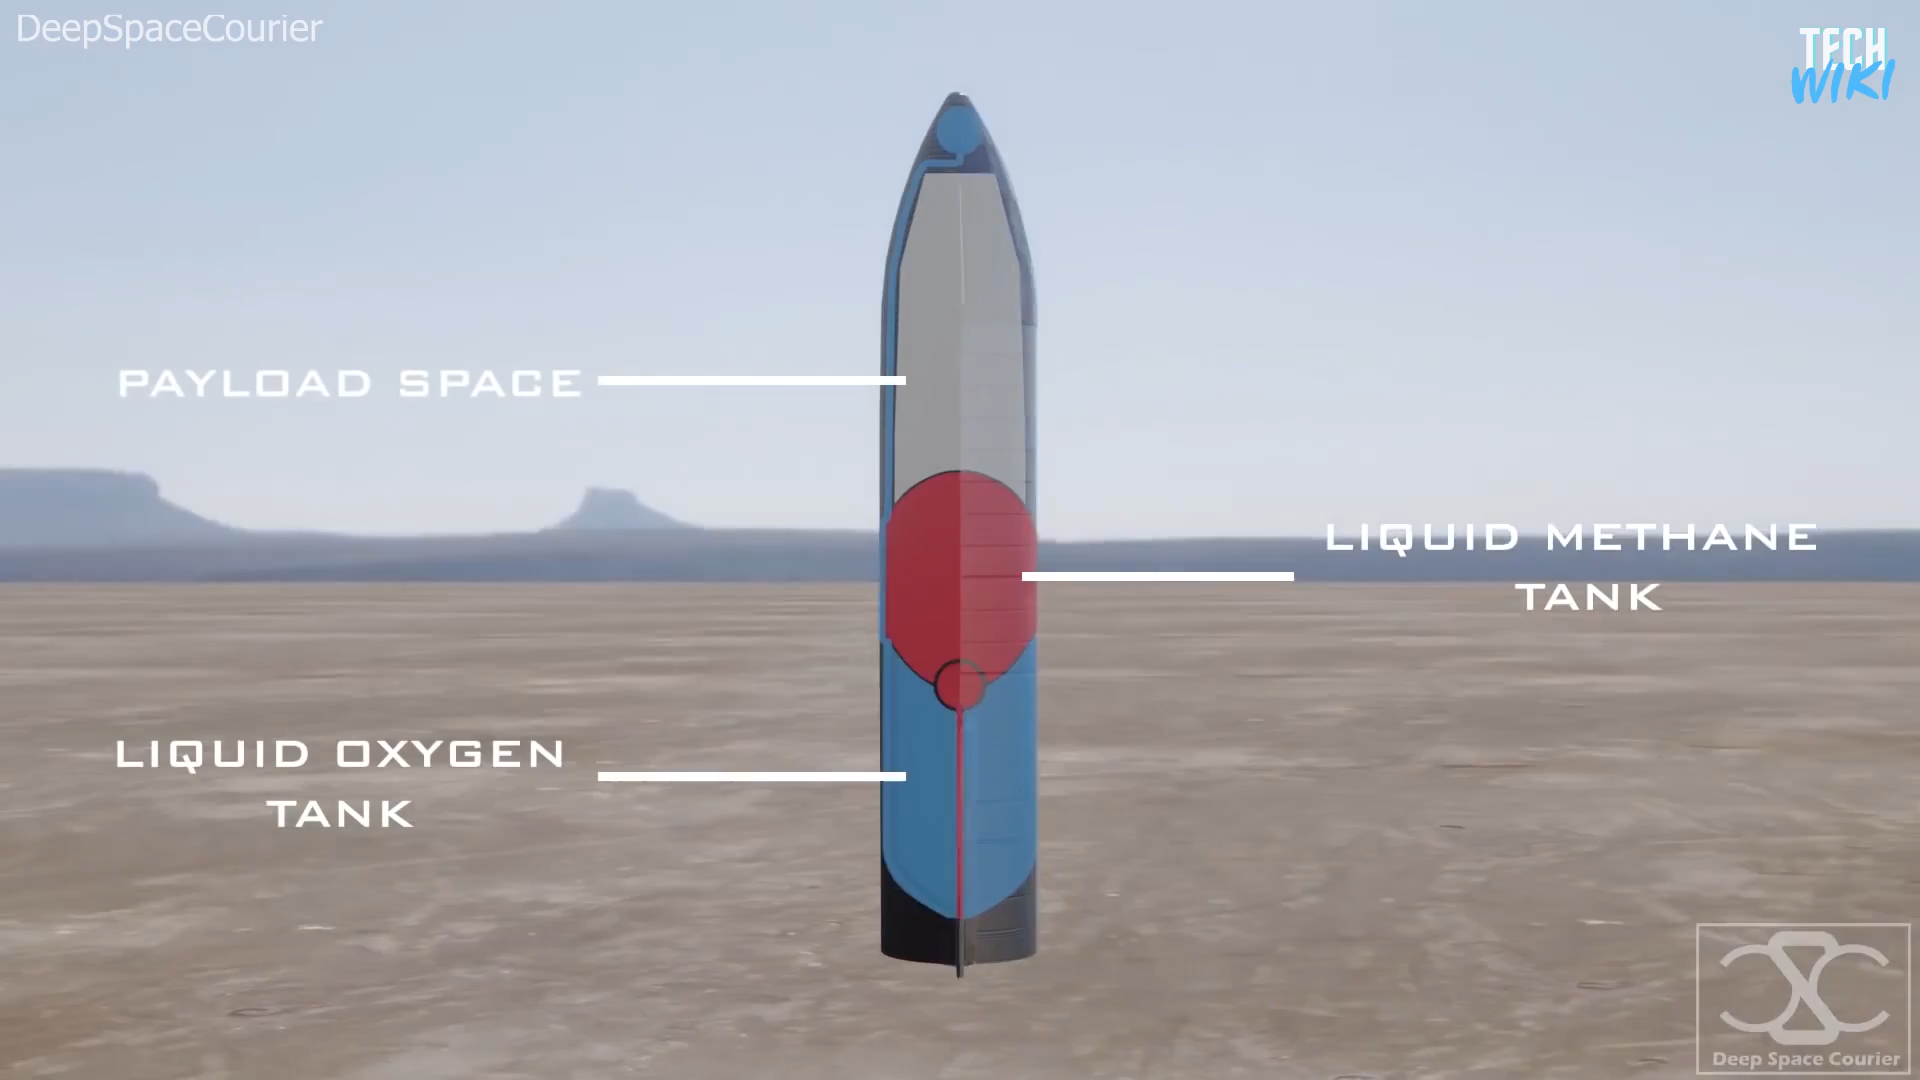 DeepSpaceCourier
TECH
WIKI
PAYLOAD SPACE
LIQUID METHANE
TANK
LIQUID OXYGEN
TANK
Deep Space Courier